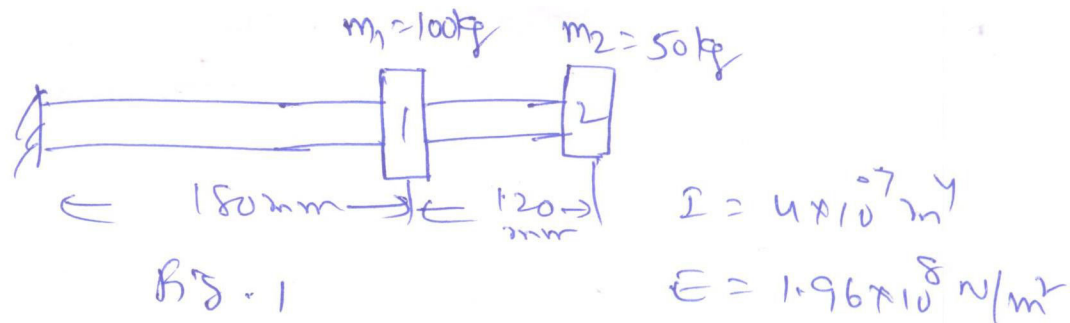 m₁=100kg m₂=50kg
1 2
180mm 120
mm
I = 4×10⁻⁷ m⁴
Fig. 1 E = 1.96×10⁸ N/m²